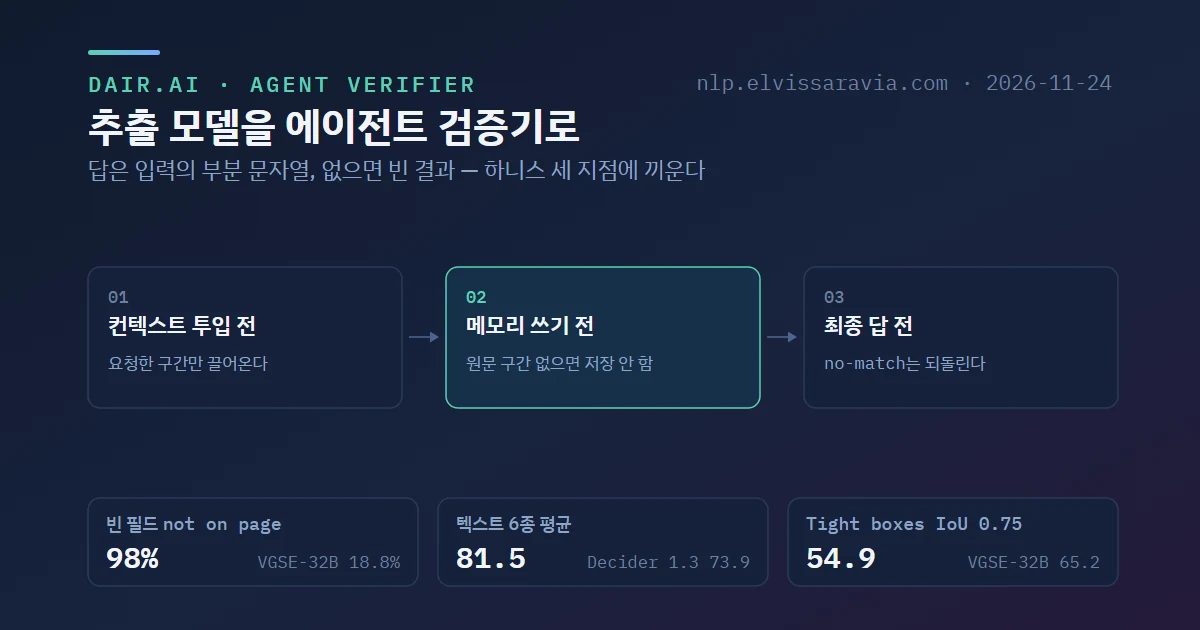 DAIR.AI · AGENT VERIFIER
nlp.elvissaravia.com · 2026-11-24
추출 모델을 에이전트 검증기로
답은 입력의 부분 문자열, 없으면 빈 결과 — 하니스 세 지점에 끼운다
01
컨텍스트 투입 전
요청한 구간만 끌어온다
02
메모리 쓰기 전
원문 구간 없으면 저장 안 함
03
최종 답 전
no-match는 되돌린다
빈 필드 not on page
98%
VGSE-32B 18.8%
텍스트 6종 평균
81.5
Decider 1.3 73.9
Tight boxes IoU 0.75
54.9
VGSE-32B 65.2